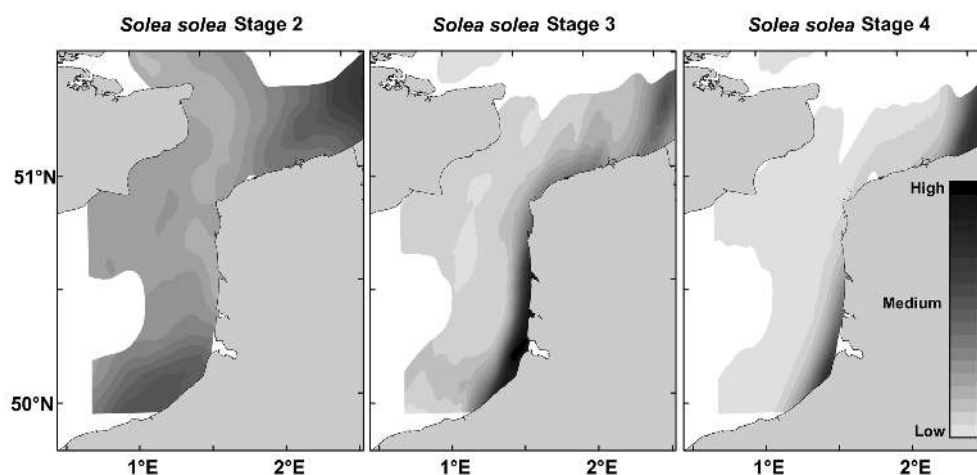 Solea solea Stage 2
Solea solea Stage 3
Solea solea Stage 4
51°N
50°N
High
Medium
Low
1°E
2°E
1°E
2°E
1°E
2°E